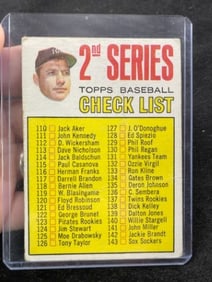 2nd SERIES
TOPPS BASEBALL
CHECK LIST
110 Jack Aker
111 John Kennedy
112 D. Wickersham
113 Dave Nicholson
114 Jack Baldschun
115 Paul Casanova
116 Herman Franks
117 Darrell Brandon
118 Bernie Allen
119 W. Blasingame
120 Floyd Robinson
121 Ed Bressoud
122 George Brunet
123 Pirates Rookies
124 Jim Stewart
125 Moe Drabowsky
126 Tony Taylor
127 J. O'Donoghue
128 Ed Spiezio
129 Phil Roof
130 Phil Regan
131 Yankees Team
132 Ozzie Virgil
133 Ron Kline
134 Gates Brown
135 Deron Johnson
136 C. Sembera
137 Twins Rookies
138 Dick Kelley
139 Dalton Jones
140 Willie Stargell
141 John Miller
142 Jackie Brandt
143 Sox Sockers